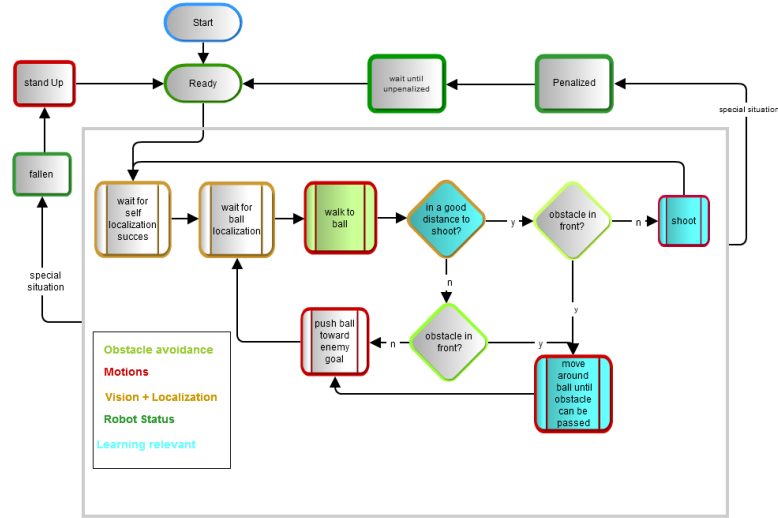 Start
stand Up
Ready
wait until
unpenalized
Penalized
special situation
fallen
wait for
self
localization
succes
wait for
ball
localization
walk to
ball
in a good
distance to
shoot?
y
obstacle in
front?
n
shoot
special
situation
n
y
push ball
toward
enemy
goal
n
obstacle in
front?
y
move
around
ball until
obstacle
can be
passed
Obstacle avoidance
Motions
Vision + Localization
Robot Status
Learning relevant